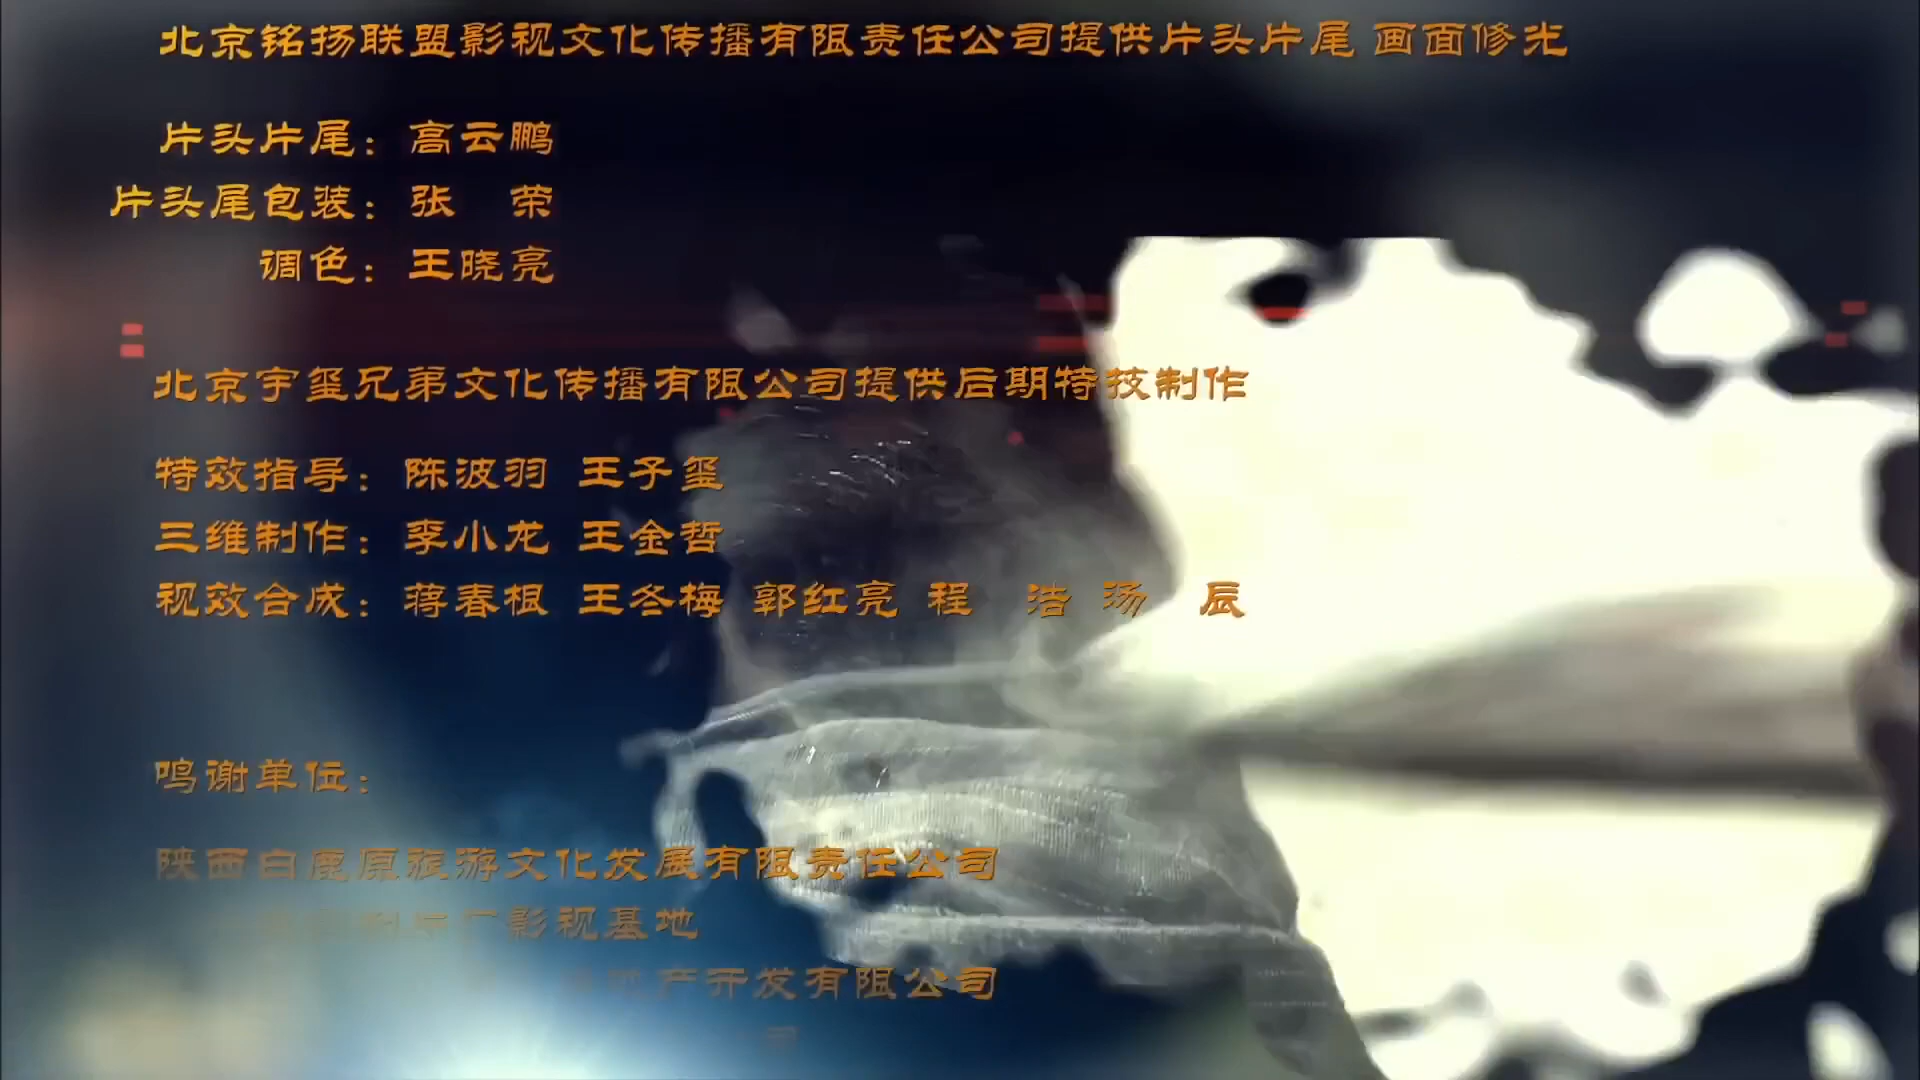 北京铭扬联盟影视文化传播有限责任公司提供片头片尾 画面修光
片头片尾：高云鹏
片头尾包装：张 荣
调色：王晓亮
北京宇玺兄弟文化传播有限公司提供后期特技制作
特效指导：陈波羽 王子玺
三维制作：李小龙 王金哲
视效合成：蒋春根 王冬梅 郭红亮 程 浩 汤 辰
鸣谢单位：
陕西白鹿原旅游文化发展有限责任公司
制片厂影视基地
地产开发有限公司
司